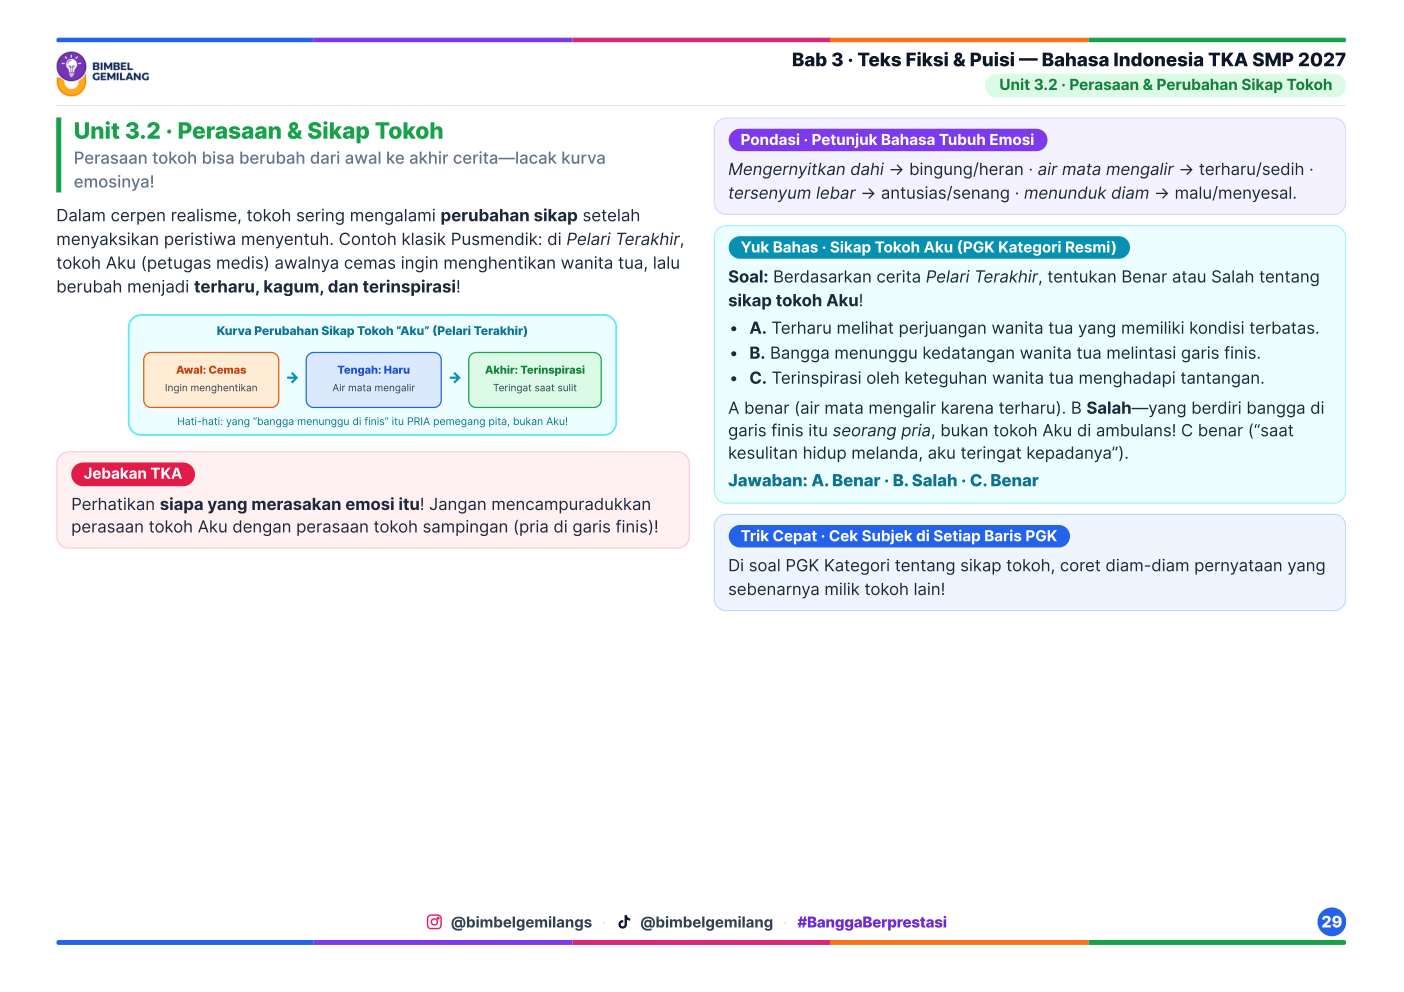 BIMBEL
GEMILANG
Bab 3 · Teks Fiksi & Puisi — Bahasa Indonesia TKA SMP 2027
Unit 3.2 · Perasaan & Perubahan Sikap Tokoh
Unit 3.2 · Perasaan & Sikap Tokoh
Perasaan tokoh bisa berubah dari awal ke akhir cerita—lacak kurva
emosinya!
Dalam cerpen realisme, tokoh sering mengalami perubahan sikap setelah
menyaksikan peristiwa menyentuh. Contoh klasik Pusmendik: di Pelari Terakhir,
tokoh Aku (petugas medis) awalnya cemas ingin menghentikan wanita tua, lalu
berubah menjadi terharu, kagum, dan terinspirasi!
Kurva Perubahan Sikap Tokoh “Aku” (Pelari Terakhir)
Awal: Cemas
Ingin menghentikan
→
Tengah: Haru
Air mata mengalir
→
Akhir: Terinspirasi
Teringat saat sulit
Hati-hati: yang “bangga menunggu di finis” itu PRIA pemegang pita, bukan Aku!
Jebakan TKA
Perhatikan siapa yang merasakan emosi itu! Jangan mencampuradukkan
perasaan tokoh Aku dengan perasaan tokoh sampingan (pria di garis finis)!
Pondasi · Petunjuk Bahasa Tubuh Emosi
Mengernyitkan dahi → bingung/heran · air mata mengalir → terharu/sedih ·
tersenyum lebar → antusias/senang · menunduk diam → malu/menyesal.
Yuk Bahas · Sikap Tokoh Aku (PGK Kategori Resmi)
Soal: Berdasarkan cerita Pelari Terakhir, tentukan Benar atau Salah tentang
sikap tokoh Aku!
• A. Terharu melihat perjuangan wanita tua yang memiliki kondisi terbatas.
• B. Bangga menunggu kedatangan wanita tua melintasi garis finis.
• C. Terinspirasi oleh keteguhan wanita tua menghadapi tantangan.
A benar (air mata mengalir karena terharu). B Salah—yang berdiri bangga di
garis finis itu seorang pria, bukan tokoh Aku di ambulans! C benar (“saat
kesulitan hidup melanda, aku teringat kepadanya”).
Jawaban: A. Benar · B. Salah · C. Benar
Trik Cepat · Cek Subjek di Setiap Baris PGK
Di soal PGK Kategori tentang sikap tokoh, coret diam-diam pernyataan yang
sebenarnya milik tokoh lain!
@bimbelgemilangs · @bimbelgemilang · #BanggaBerprestasi
29